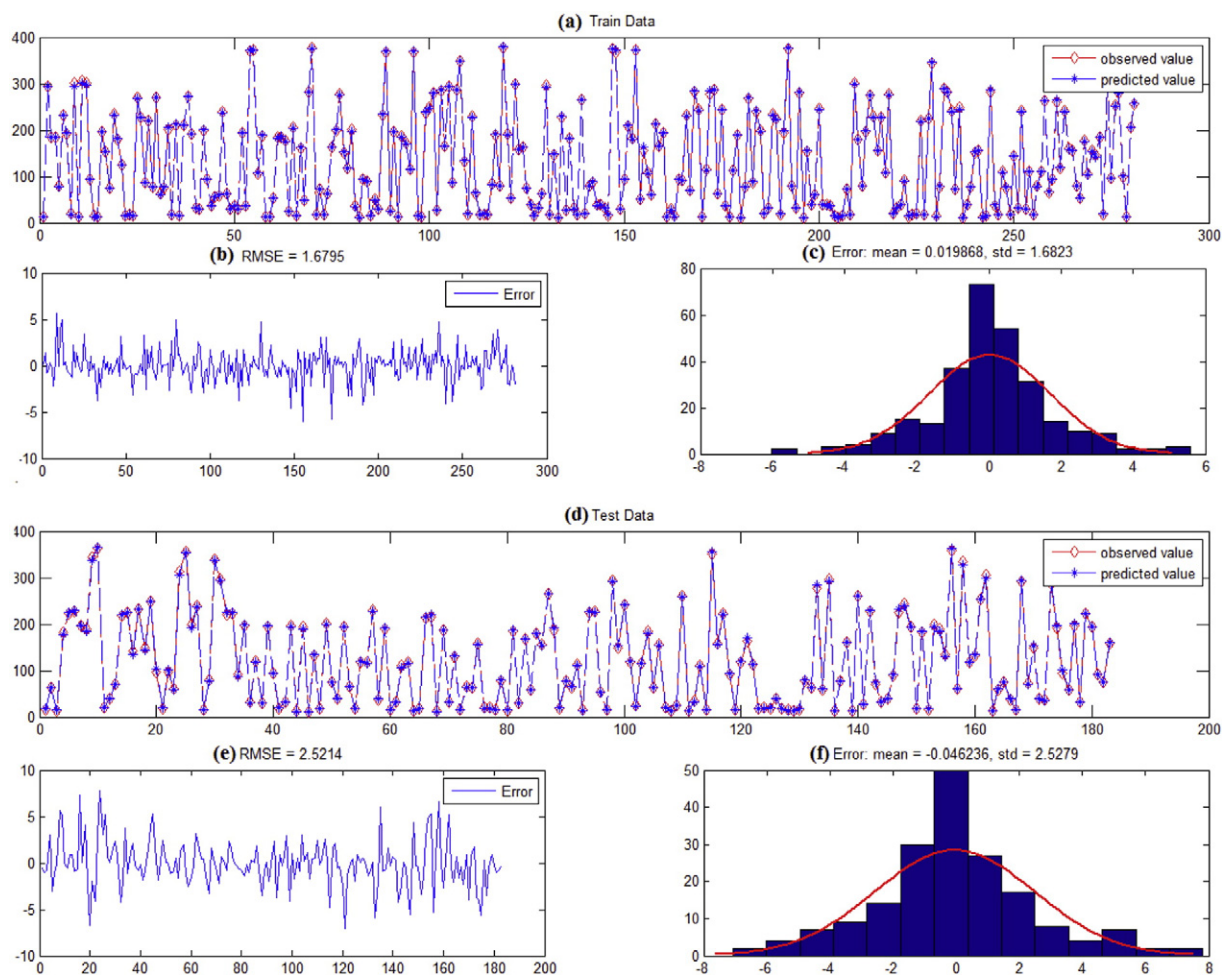 (a) Train Data
400
300
200
100
0
observed value
predicted value
0 50 100 150 200 250 300
(b) RMSE = 1.6795
10
5
0
-5
-10
Error
0 50 100 150 200 250 300
(c) Error: mean = 0.019868, std = 1.6823
80
60
40
20
0
-8 -6 -4 -2 0 2 4 6
(d) Test Data
400
300
200
100
0
observed value
predicted value
0 20 40 60 80 100 120 140 160 180 200
(e) RMSE = 2.5214
10
5
0
-5
-10
Error
0 20 40 60 80 100 120 140 160 180 200
(f) Error: mean = -0.046236, std = 2.5279
50
40
30
20
10
0
-8 -6 -4 -2 0 2 4 6 8